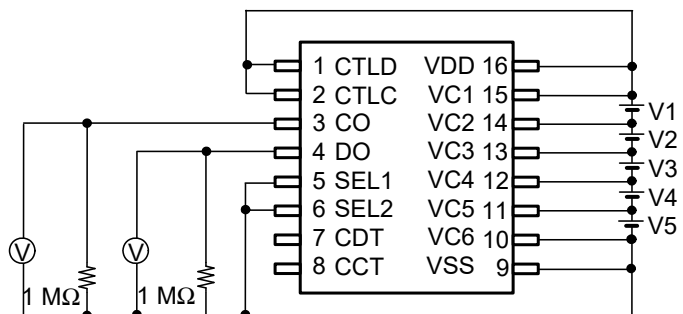 1 CTLD VDD 16
2 CTLC VC1 15
3 CO VC2 14
4 DO VC3 13
5 SEL1 VC4 12
6 SEL2 VC5 11
7 CDT VC6 10
8 CCT VSS 9
V1
V2
V3
V4
V5
V
V
1 MΩ
1 MΩ